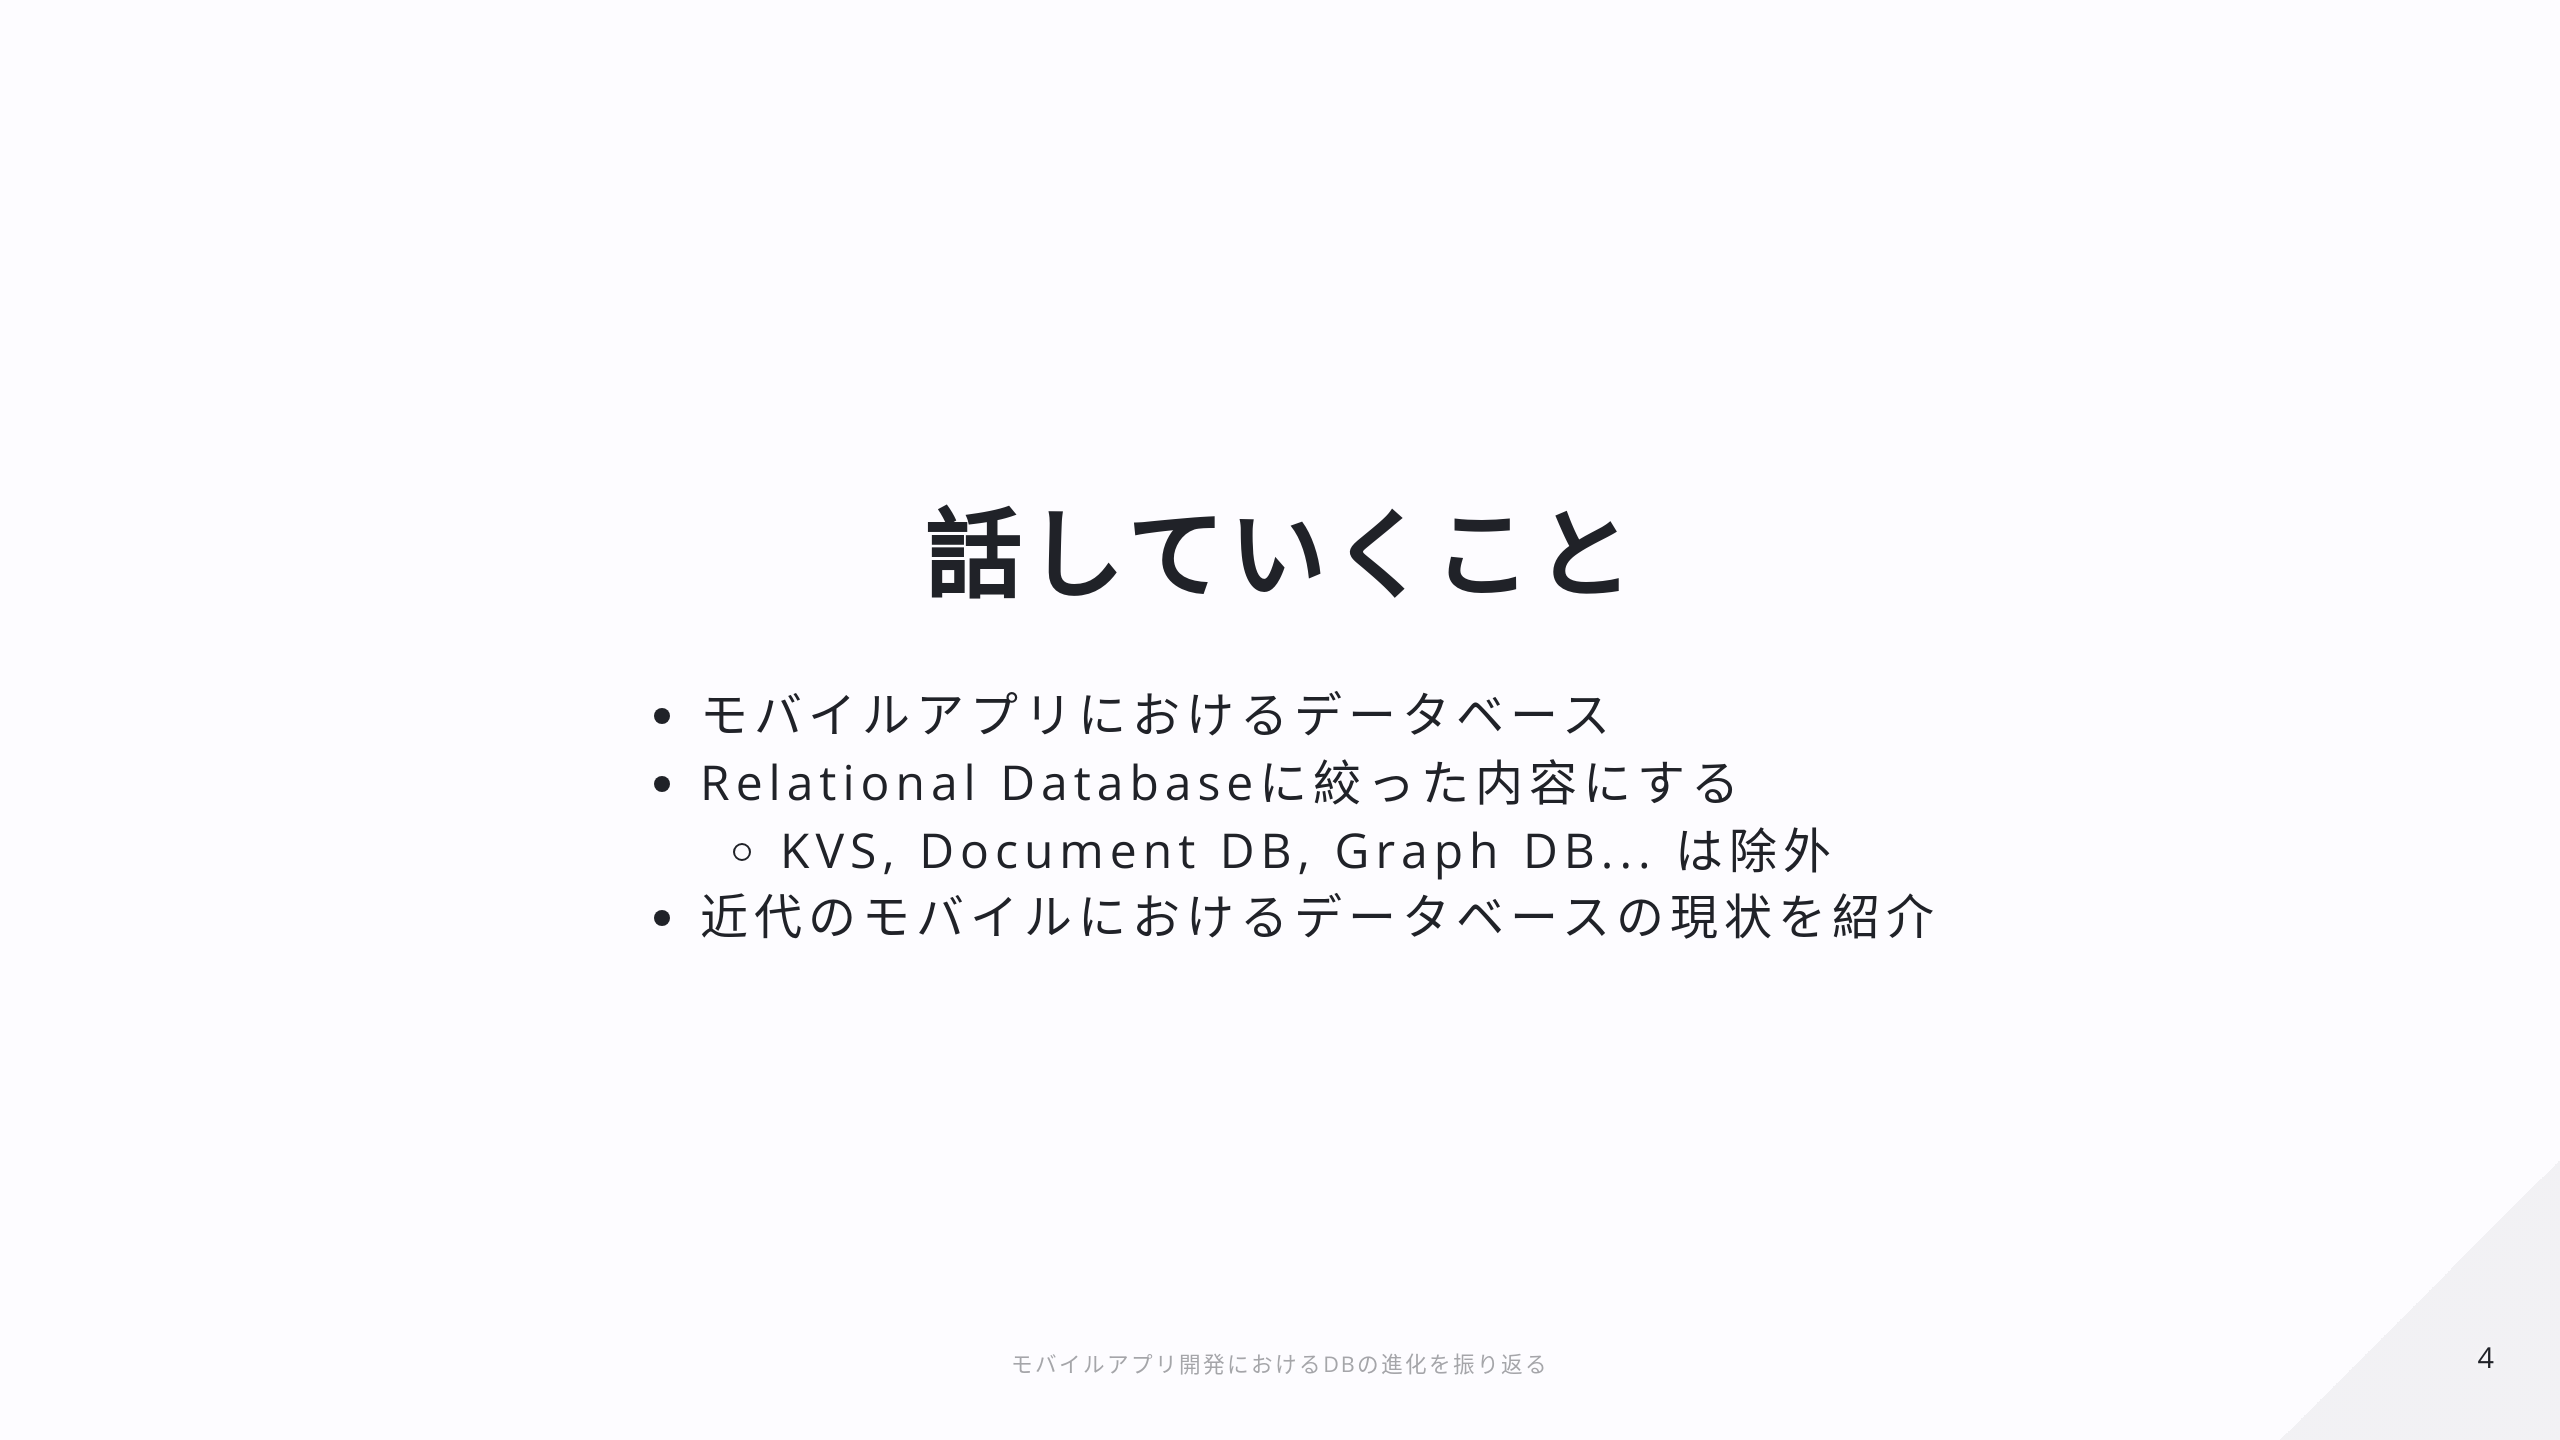 話していくこと
モバイルアプリにおけるデータベース
Relational Databaseに絞った内容にする
KVS, Document DB, Graph DB... は除外
近代のモバイルにおけるデータベースの現状を紹介
モバイルアプリ開発におけるDBの進化を振り返る
4